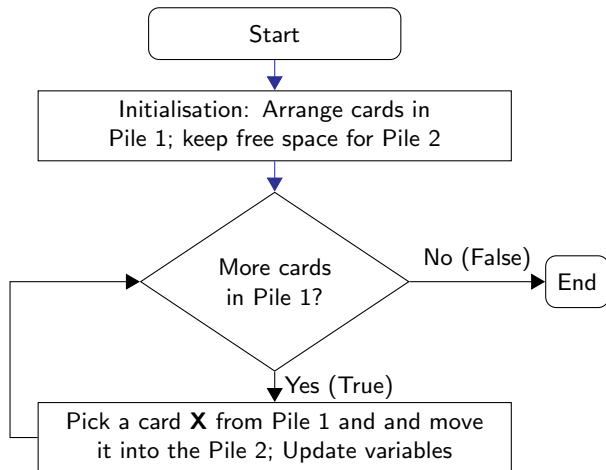 Start
Initialisation: Arrange cards in
Pile 1; keep free space for Pile 2
More cards
in Pile 1?
No (False)
End
Yes (True)
Pick a card X from Pile 1 and and move
it into the Pile 2; Update variables